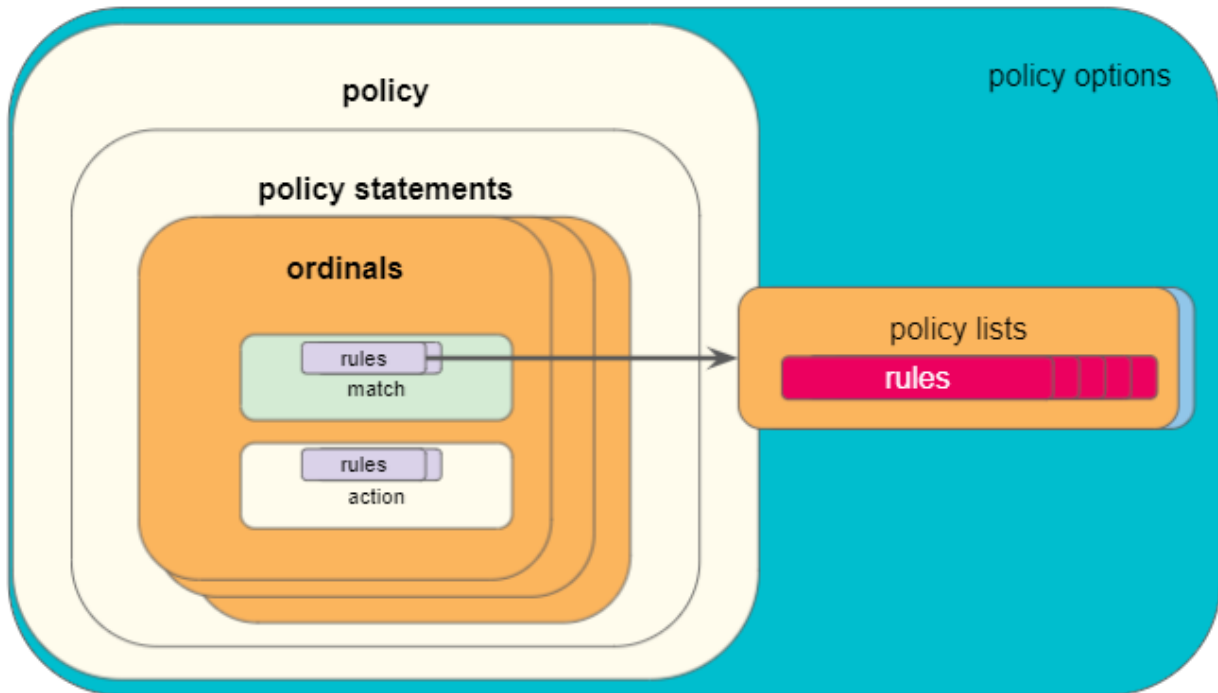 policy options
policy
policy statements
ordinals
rules
match
rules
action
policy lists
rules